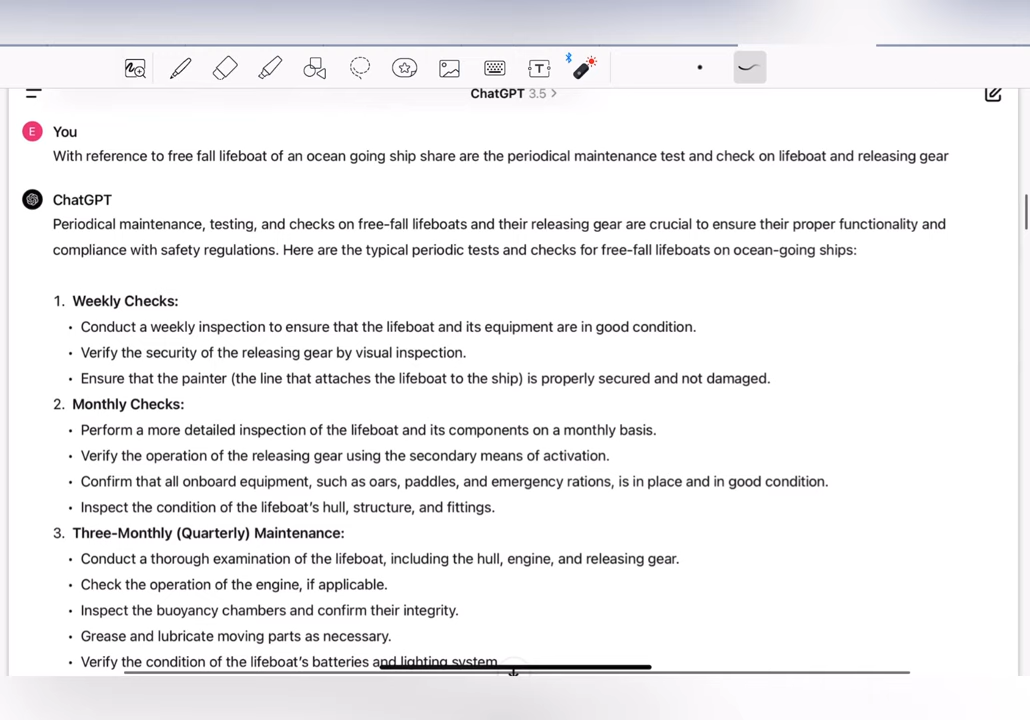 ChatGPT 3.5 >
E You
With reference to free fall lifeboat of an ocean going ship share are the periodical maintenance test and check on lifeboat and releasing gear
ChatGPT
Periodical maintenance, testing, and checks on free-fall lifeboats and their releasing gear are crucial to ensure their proper functionality and
compliance with safety regulations. Here are the typical periodic tests and checks for free-fall lifeboats on ocean-going ships:
1. Weekly Checks:
• Conduct a weekly inspection to ensure that the lifeboat and its equipment are in good condition.
• Verify the security of the releasing gear by visual inspection.
• Ensure that the painter (the line that attaches the lifeboat to the ship) is properly secured and not damaged.
2. Monthly Checks:
• Perform a more detailed inspection of the lifeboat and its components on a monthly basis.
• Verify the operation of the releasing gear using the secondary means of activation.
• Confirm that all onboard equipment, such as oars, paddles, and emergency rations, is in place and in good condition.
• Inspect the condition of the lifeboat's hull, structure, and fittings.
3. Three-Monthly (Quarterly) Maintenance:
• Conduct a thorough examination of the lifeboat, including the hull, engine, and releasing gear.
• Check the operation of the engine, if applicable.
• Inspect the buoyancy chambers and confirm their integrity.
• Grease and lubricate moving parts as necessary.
• Verify the condition of the lifeboat's batteries and lighting system